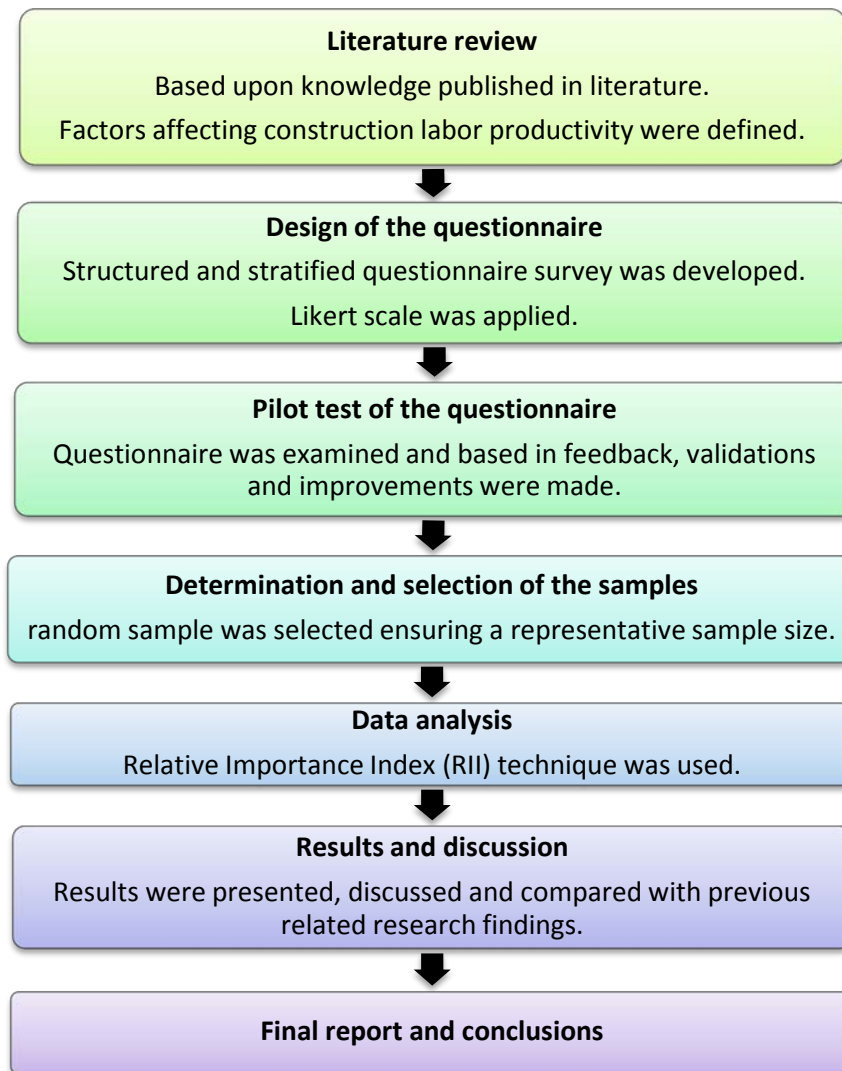 Literature review
Based upon knowledge published in literature.
Factors affecting construction labor productivity were defined.
Design of the questionnaire
Structured and stratified questionnaire survey was developed.
Likert scale was applied.
Pilot test of the questionnaire
Questionnaire was examined and based in feedback, validations
and improvements were made.
Determination and selection of the samples
random sample was selected ensuring a representative sample size.
Data analysis
Relative Importance Index (RII) technique was used.
Results and discussion
Results were presented, discussed and compared with previous
related research findings.
Final report and conclusions